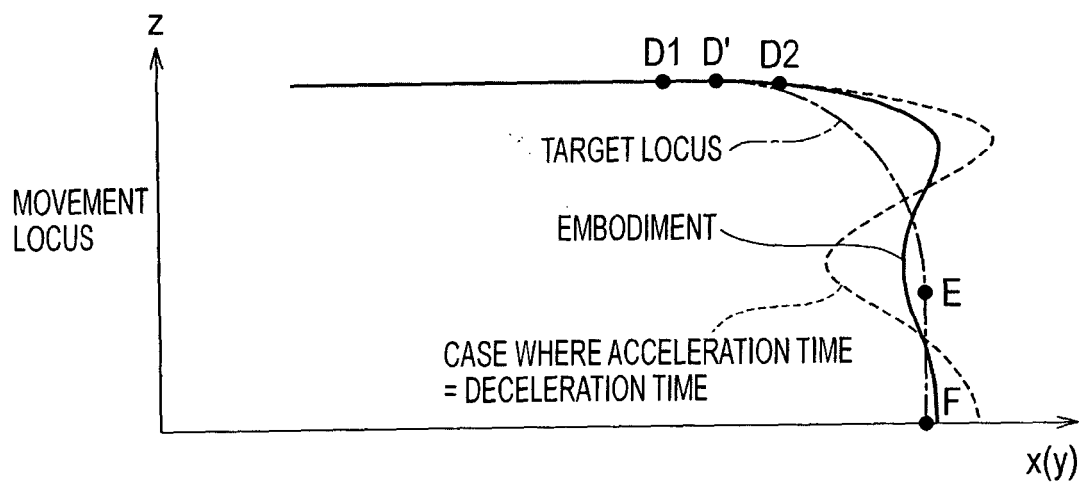 z
D1 D' D2
TARGET LOCUS
MOVEMENT
LOCUS
EMBODIMENT
E
CASE WHERE ACCELERATION TIME
= DECELERATION TIME
F
x(y)